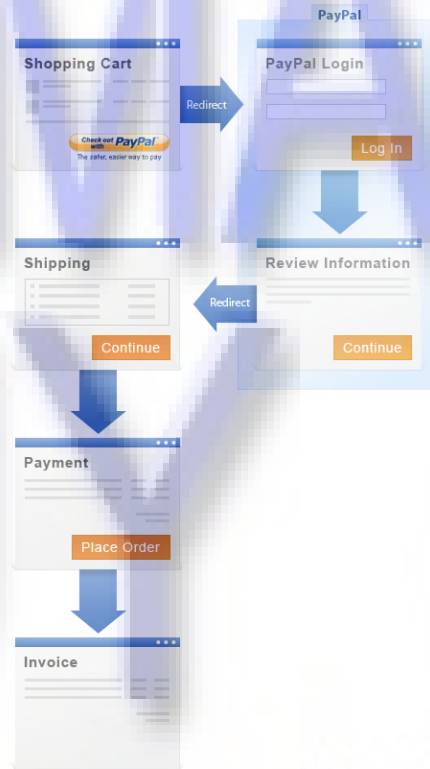 PayPal
Shopping Cart
Check out
with PayPal
The safer, easier way to pay
Redirect
PayPal Login
Log In
Review Information
Continue
Redirect
Shipping
Continue
Payment
Place Order
Invoice